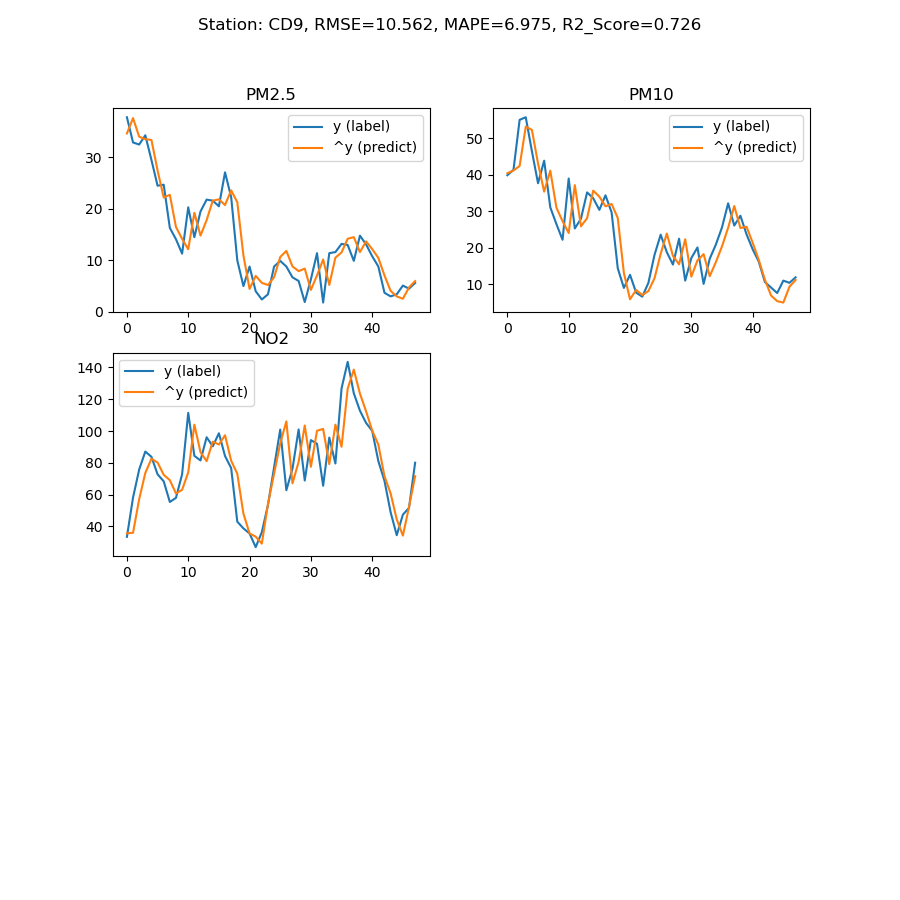 Station: CD9, RMSE=10.562, MAPE=6.975, R2_Score=0.726
PM2.5
y (label)
^y (predict)
30
20
10
0
0 10 20 30 40
PM10
y (label)
^y (predict)
50
40
30
20
10
0 10 20 30 40
NO2
y (label)
^y (predict)
140
120
100
80
60
40
0 10 20 30 40